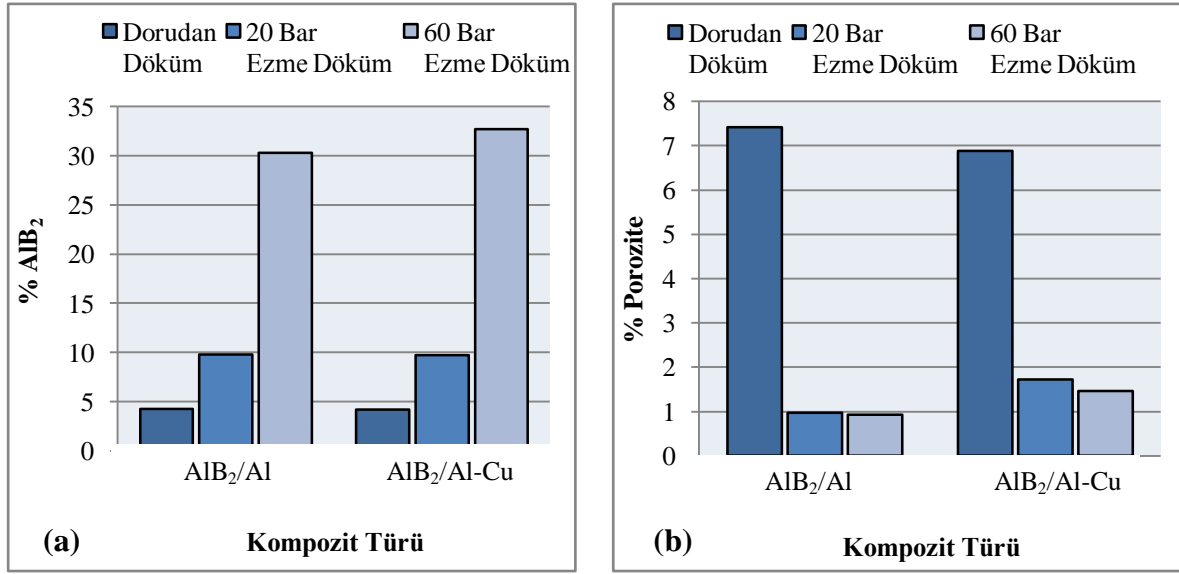 Dorudan Döküm
20 Bar Ezme Döküm
60 Bar Ezme Döküm
35
30
25
20
15
10
5
0
% AlB₂
AlB₂/Al
AlB₂/Al-Cu
(a)
Kompozit Türü
Dorudan Döküm
20 Bar Ezme Döküm
60 Bar Ezme Döküm
8
7
6
5
4
3
2
1
0
% Porozite
AlB₂/Al
AlB₂/Al-Cu
(b)
Kompozit Türü